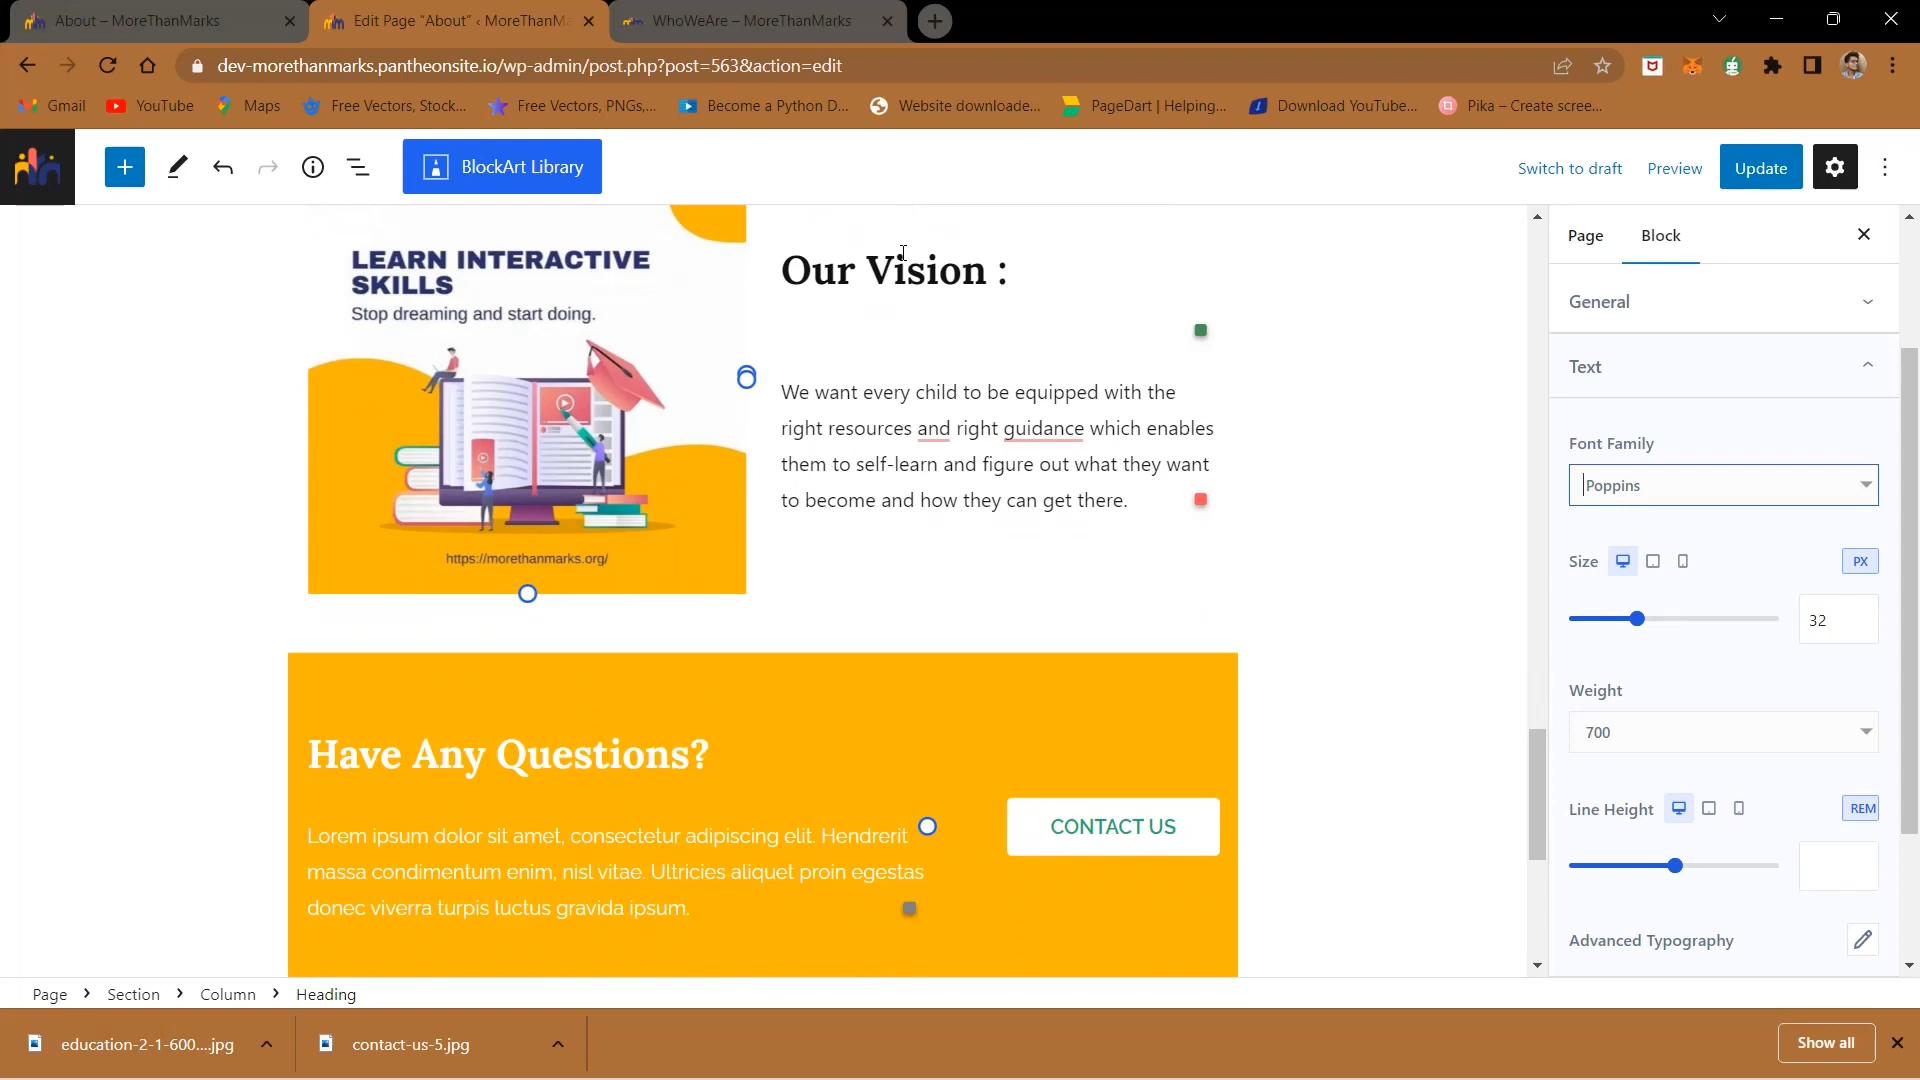 About – MoreThanMarks
Edit Page "About" ‹ MoreThanM
WhoWeAre – MoreThanMarks
dev-morethanmarks.pantheonsite.io/wp-admin/post.php?post=563&action=edit
Gmail
YouTube
Maps
Free Vectors, Stock...
Free Vectors, PNGs,...
Become a Python D...
Website downloade...
PageDart | Helping...
Download YouTube...
Pika – Create scree...
BlockArt Library
Switch to draft
Preview
Update
LEARN INTERACTIVE
SKILLS
Stop dreaming and start doing.
https://morethanmarks.org/
Our Vision :
We want every child to be equipped with the
right resources and right guidance which enables
them to self-learn and figure out what they want
to become and how they can get there.
Have Any Questions?
Lorem ipsum dolor sit amet, consectetur adipiscing elit. Hendrerit
massa condimentum enim, nisl vitae. Ultricies aliquet proin egestas
donec viverra turpis luctus gravida ipsum.
CONTACT US
Page
Block
General
Text
Font Family
Poppins
Size
PX
32
Weight
700
Line Height
REM
Advanced Typography
Page > Section > Column > Heading
education-2-1-600....jpg
contact-us-5.jpg
Show all